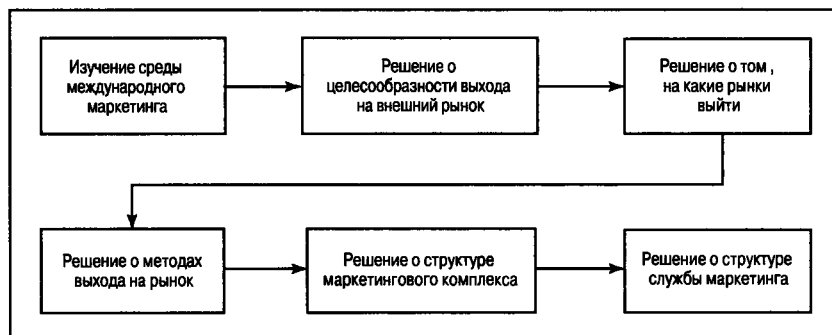 Изучение среды
международного
маркетинга
Решение о
целесообразности выхода
на внешний рынок
Решение о том ,
на какие рынки
выйти
Решение о методах
выхода на рынок
Решение о структуре
маркетингового комплекса
Решение о структуре
службы маркетинга